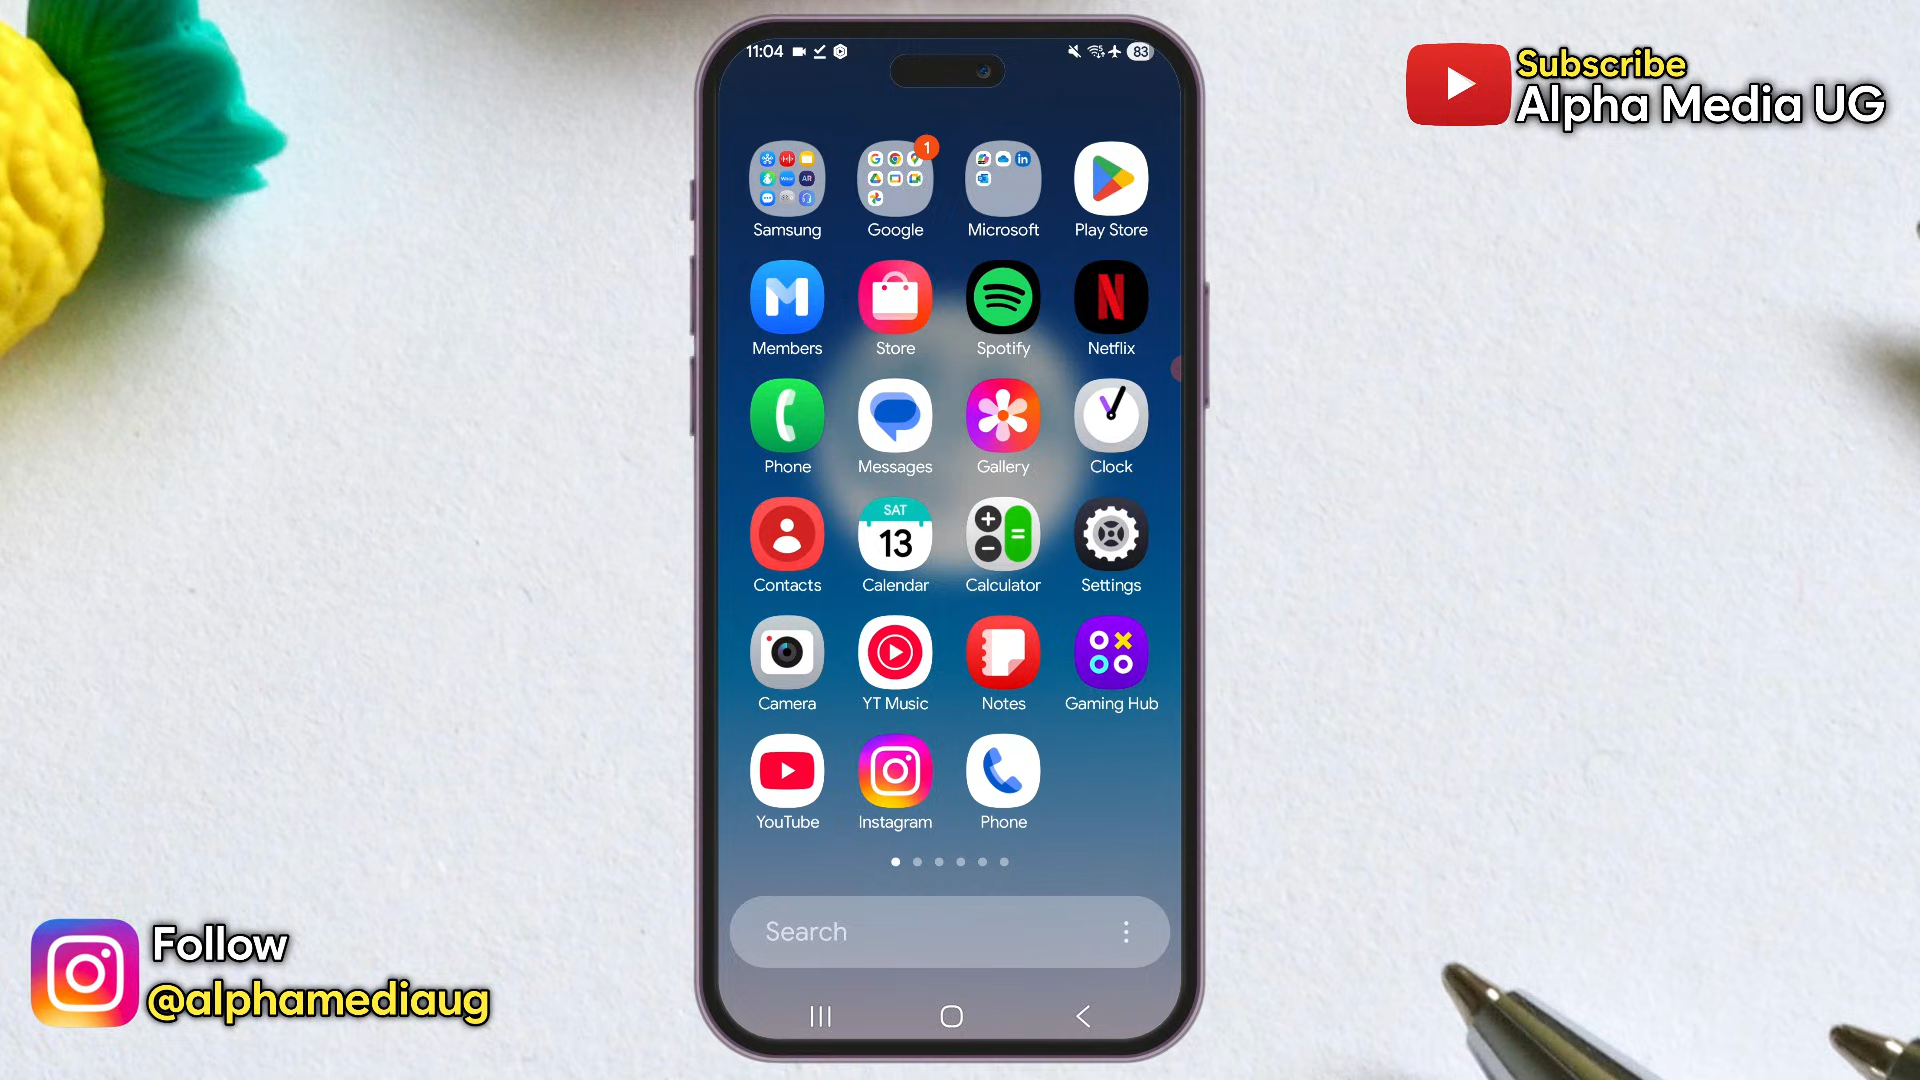 11:04
83
Subscribe
Alpha Media UG
1
Samsung Google Microsoft Play Store
Members Store Spotify Netflix
Phone Messages Gallery Clock
SAT
13
Contacts Calendar Calculator Settings
Camera YT Music Notes Gaming Hub
YouTube Instagram Phone
Search
Follow
@alphamediaug